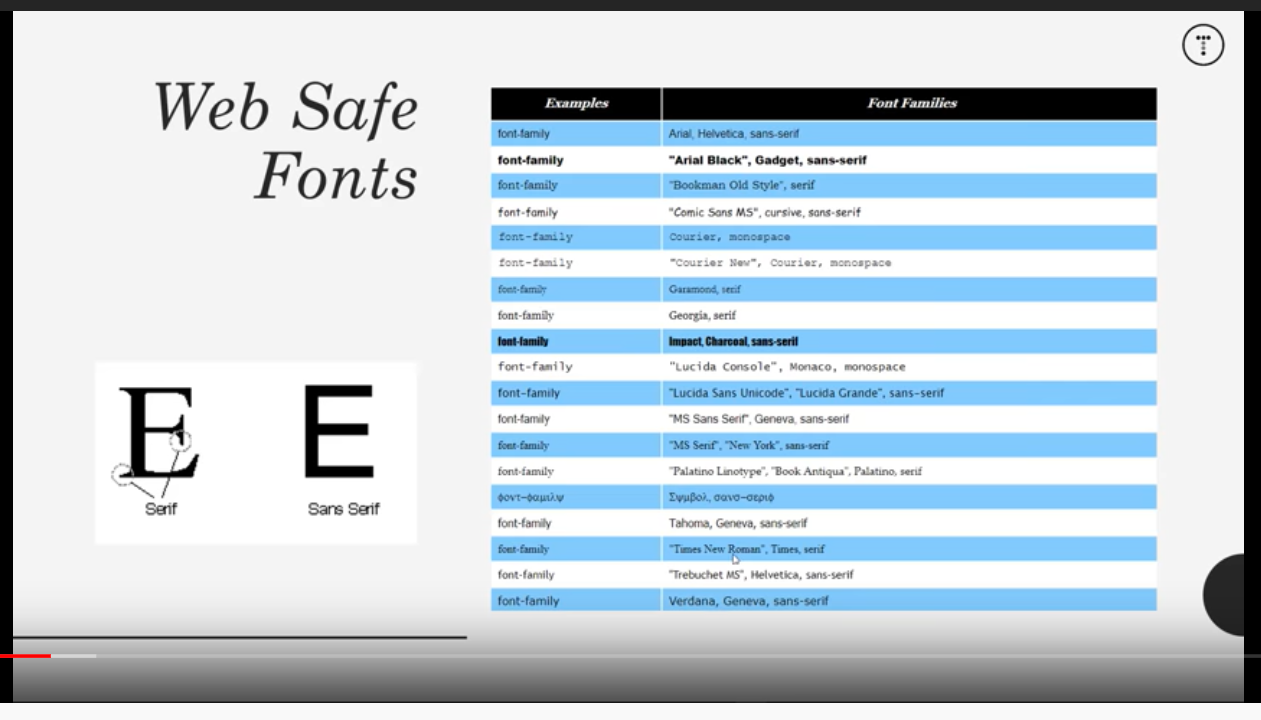 Web Safe
Fonts
Examples Font Families
font-family Arial, Helvetica, sans-serif
font-family "Arial Black", Gadget, sans-serif
font-family "Bookman Old Style", serif
font-family "Comic Sans MS", cursive, sans-serif
font-family Courier, monospace
font-family "Courier New", Courier, monospace
font-family Garamond, serif
font-family Georgia, serif
font-family Impact, Charcoal, sans-serif
font-family "Lucida Console", Monaco, monospace
font-family "Lucida Sans Unicode", "Lucida Grande", sans-serif
font-family "MS Sans Serif", Geneva, sans-serif
font-family "MS Serif", "New York", sans-serif
font-family "Palatino Linotype", "Book Antiqua", Palatino, serif
φοντ-φαμιλψ Σψμβολ, σανσ-σεριφ
font-family Tahoma, Geneva, sans-serif
font-family "Times New Roman", Times, serif
font-family "Trebuchet MS", Helvetica, sans-serif
font-family Verdana, Geneva, sans-serif
E E
Serif Sans Serif